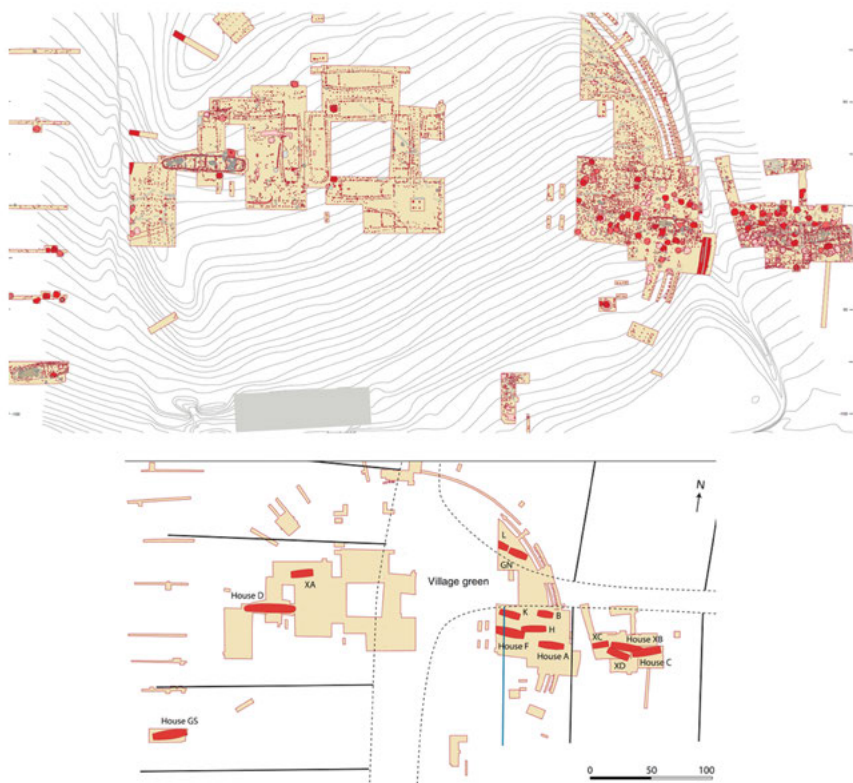 N
L
GN
Village green
XA
House D
K
B
H
XC
House XB
House F
House A
XD
House C
House GS
0
50
100